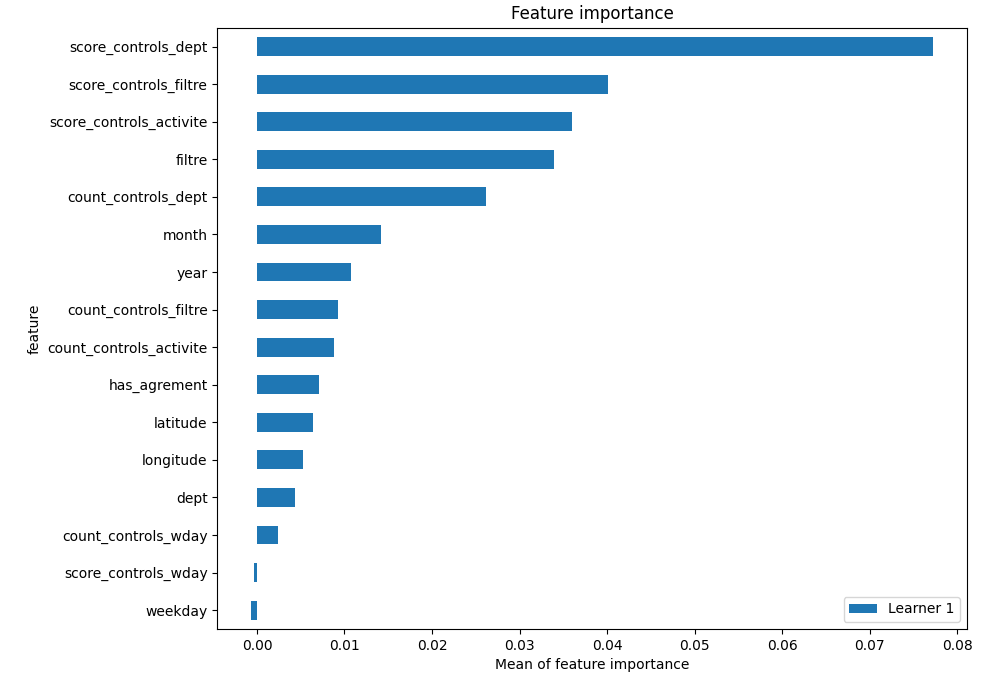 Feature importance
feature
score_controls_dept
score_controls_filtre
score_controls_activite
filtre
count_controls_dept
month
year
count_controls_filtre
count_controls_activite
has_agrement
latitude
longitude
dept
count_controls_wday
score_controls_wday
weekday
Learner 1
0.00 0.01 0.02 0.03 0.04 0.05 0.06 0.07 0.08
Mean of feature importance